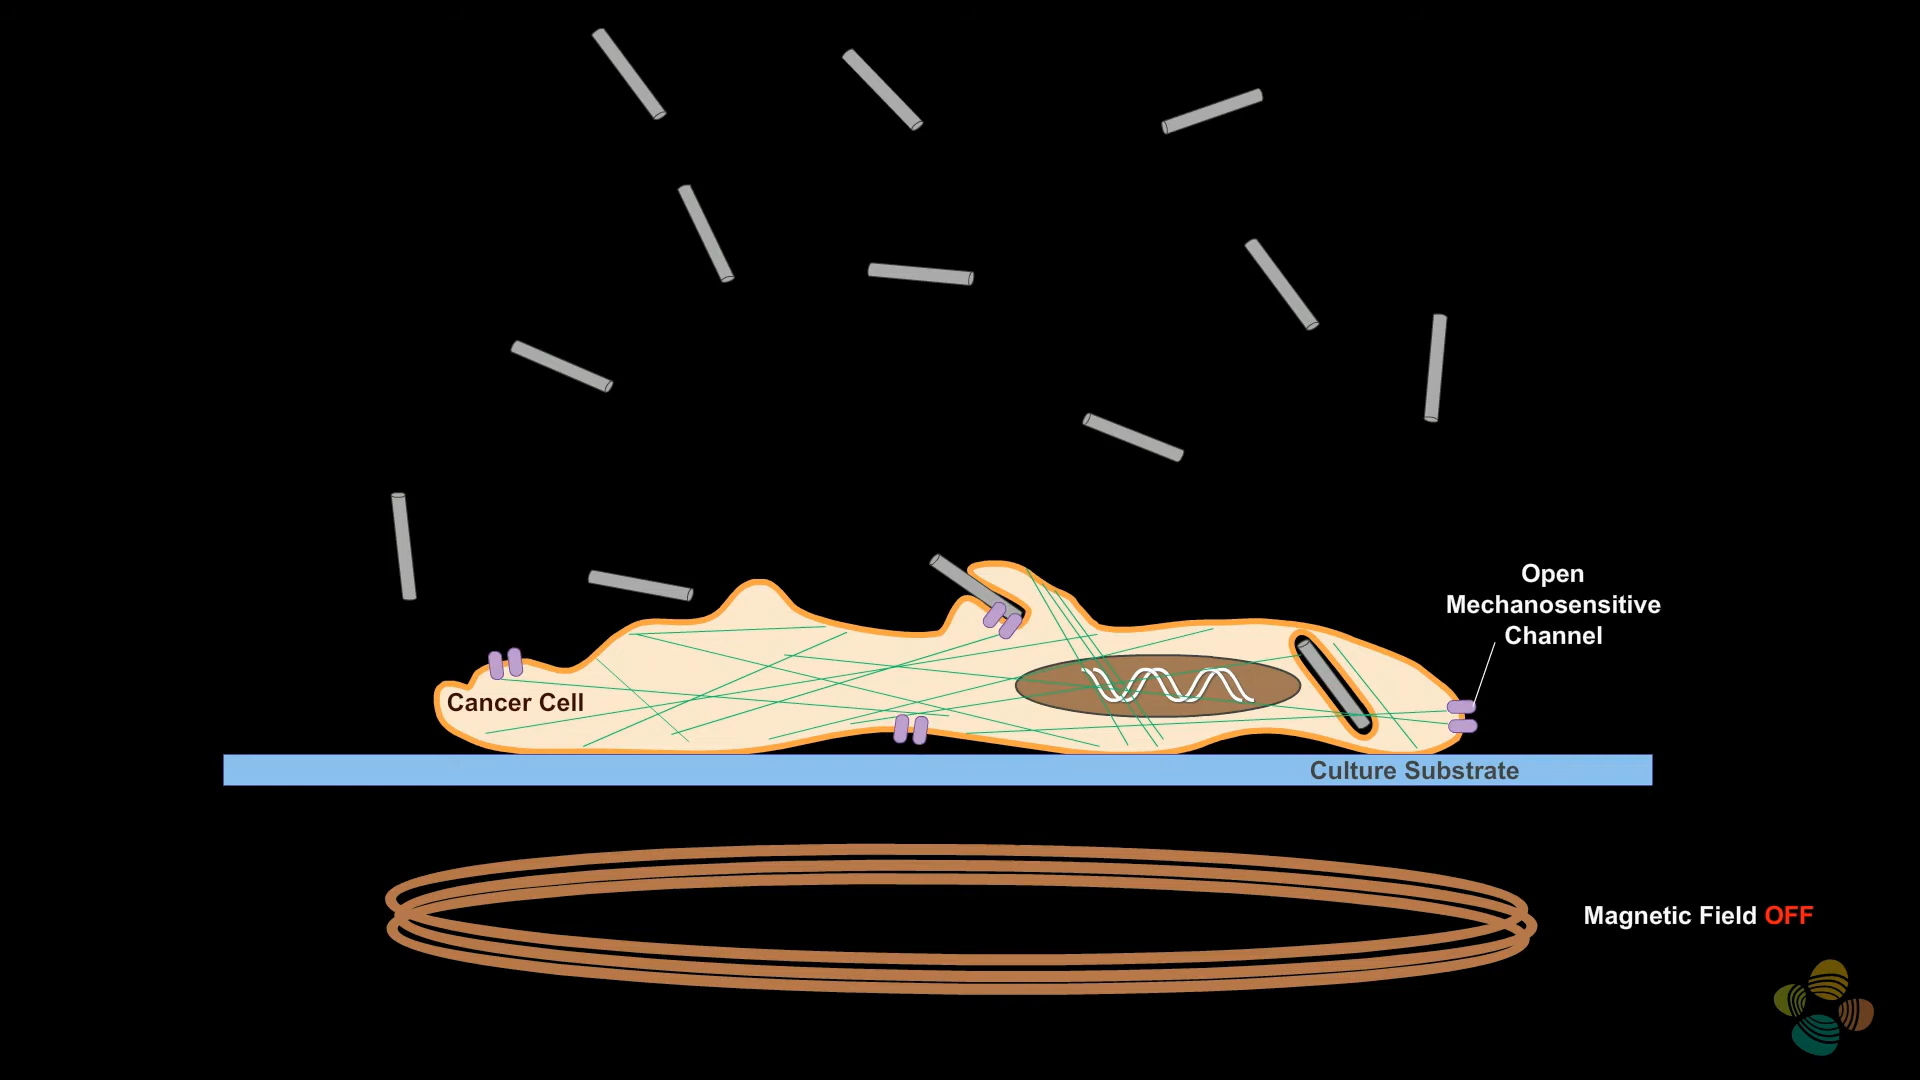 Open
Mechanosensitive
Channel
Cancer Cell
Culture Substrate
Magnetic Field OFF